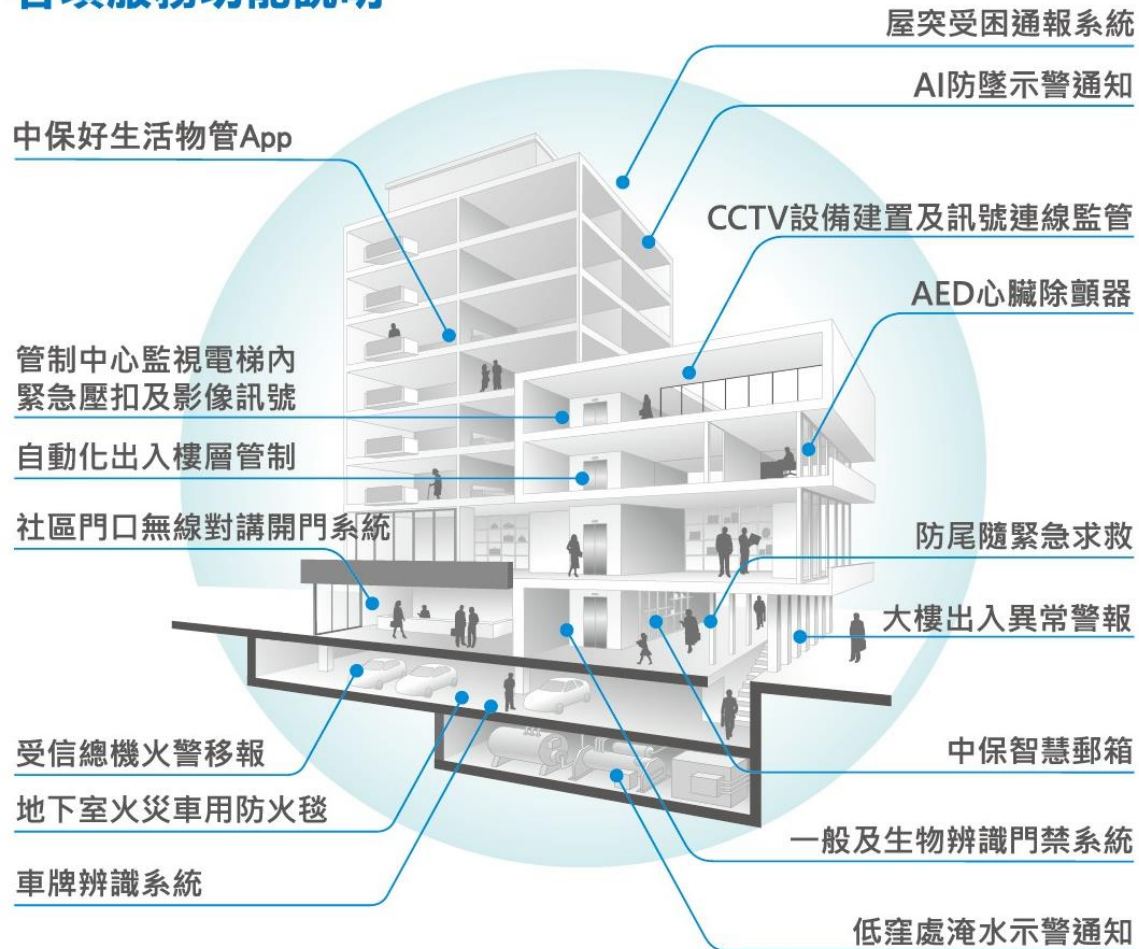 各項服務功能說明
屋突受困通報系統
AI防墜示警通知
中保好生活物管App
CCTV設備建置及訊號連線監管
AED心臟除顫器
管制中心監視電梯內
緊急壓扣及影像訊號
自動化出入樓層管制
社區門口無線對講開門系統
防尾隨緊急求救
大樓出入異常警報
受信總機火警移報
中保智慧郵箱
地下室火災車用防火毯
一般及生物辨識門禁系統
車牌辨識系統
低窪處淹水示警通知